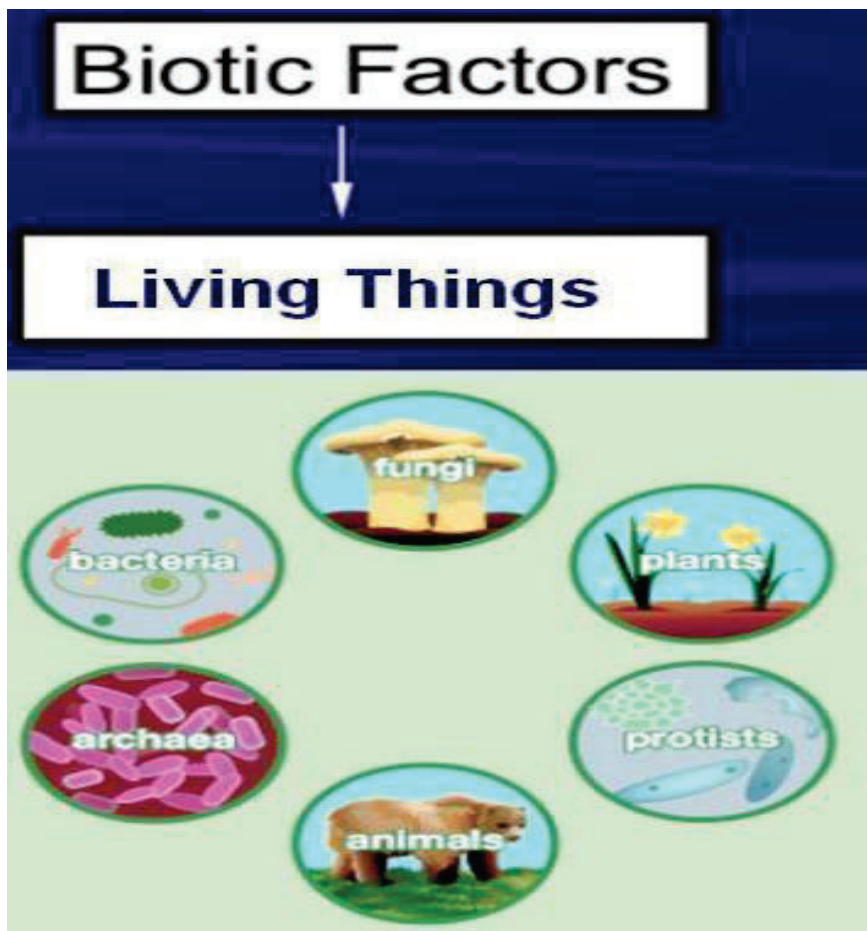 Biotic Factors
Living Things
fungi
bacteria
plants
archaea
protists
animals